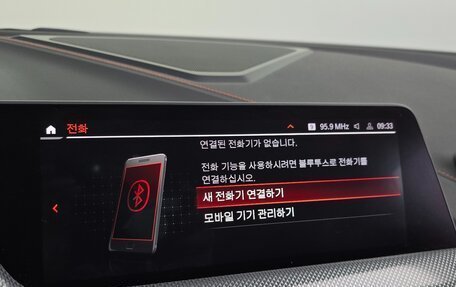 전화
95.9 MHz
09:33
연결된 전화기가 없습니다.
전화 기능을 사용하시려면 블루투스로 전화기를
연결하십시오.
새 전화기 연결하기
모바일 기기 관리하기